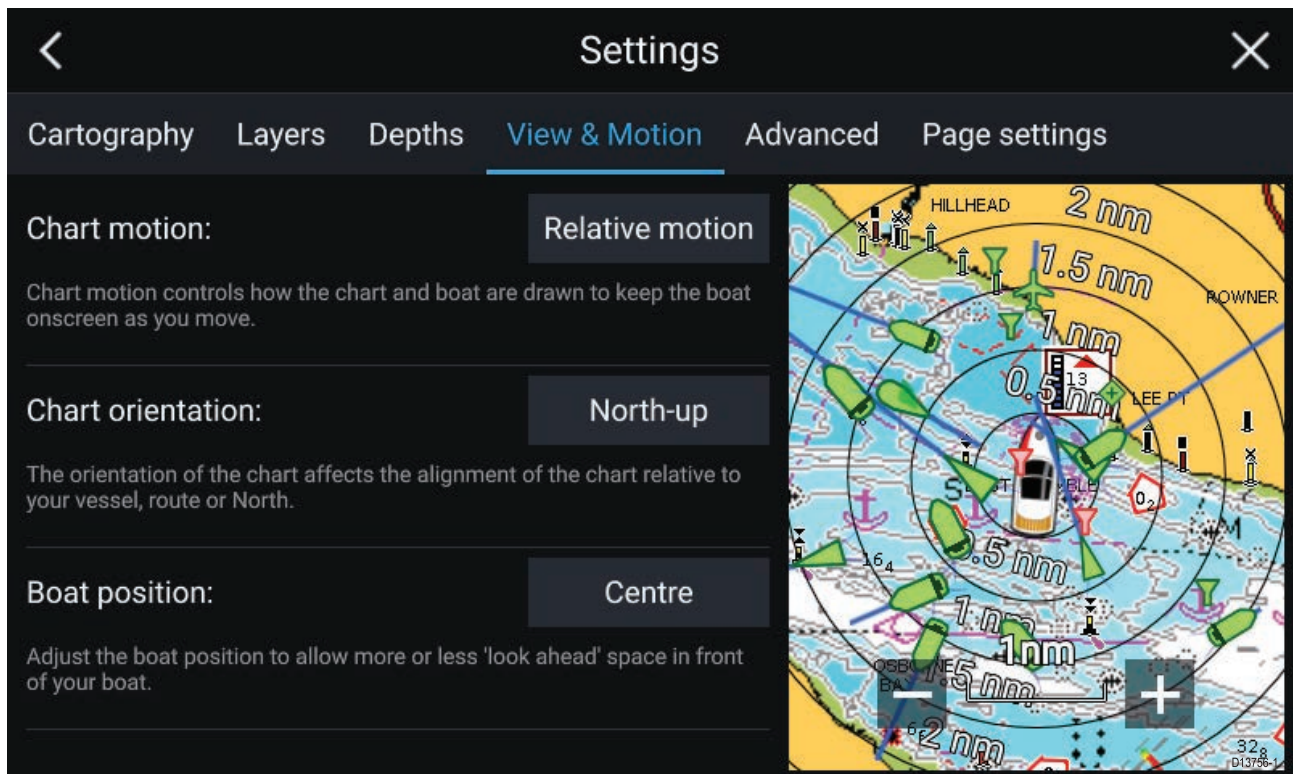 Settings
Cartography Layers Depths View & Motion Advanced Page settings
Chart motion: Relative motion
Chart motion controls how the chart and boat are drawn to keep the boat
onscreen as you move.
Chart orientation: North-up
The orientation of the chart affects the alignment of the chart relative to
your vessel, route or North.
Boat position: Centre
Adjust the boat position to allow more or less 'look ahead' space in front
of your boat.
HILLHEAD
2 nm
1.5 nm
ROWNER
1 nm
0.5 nm
13
LEE PT
0₂
M
16₄
1 nm
1nm
2 nm
32₈
D13756-1